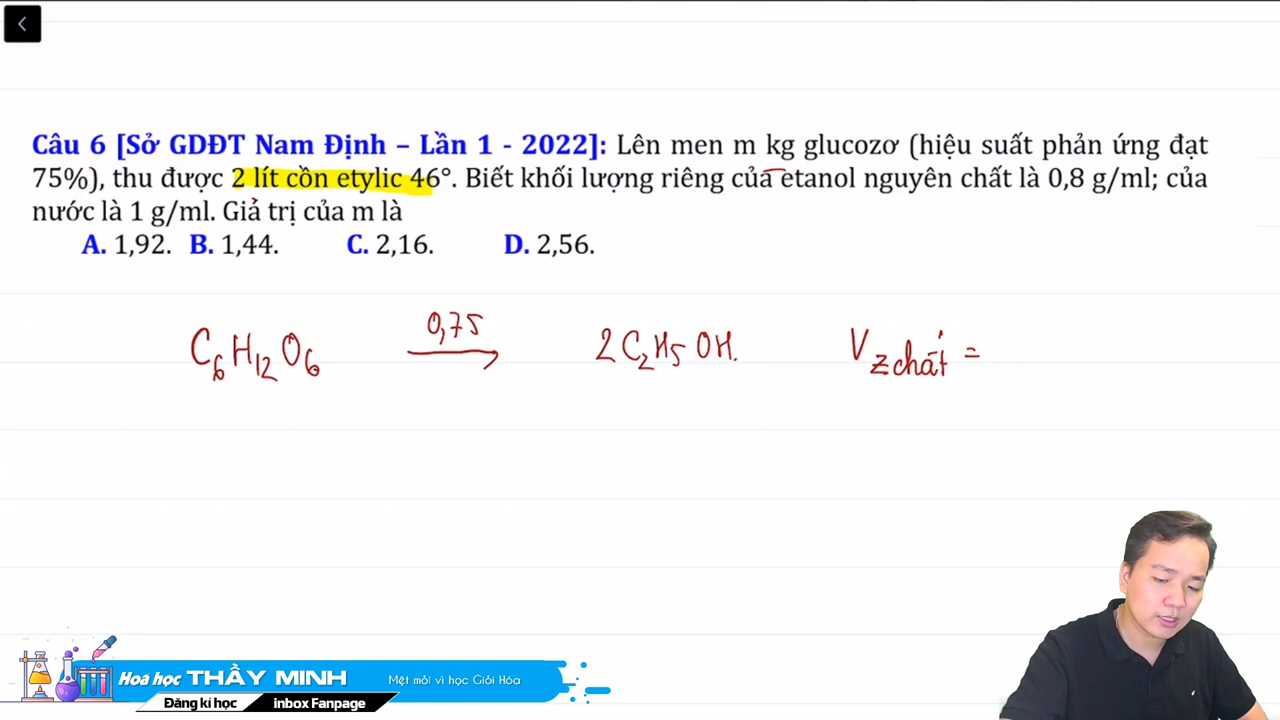 Câu 6 [Sở GDĐT Nam Định – Lần 1 - 2022]: Lên men m kg glucozơ (hiệu suất phản ứng đạt
75%), thu được 2 lít cồn etylic 46°. Biết khối lượng riêng của etanol nguyên chất là 0,8 g/ml; của
nước là 1 g/ml. Giá trị của m là
A. 1,92. B. 1,44. C. 2,16. D. 2,56.
C₆H₁₂O₆ 0,75 → 2C₂H₅OH. V z chất =
Hoá học THẦY MINH Mệt mỏi vì học Giỏi Hóa
Đăng kí học inbox Fanpage